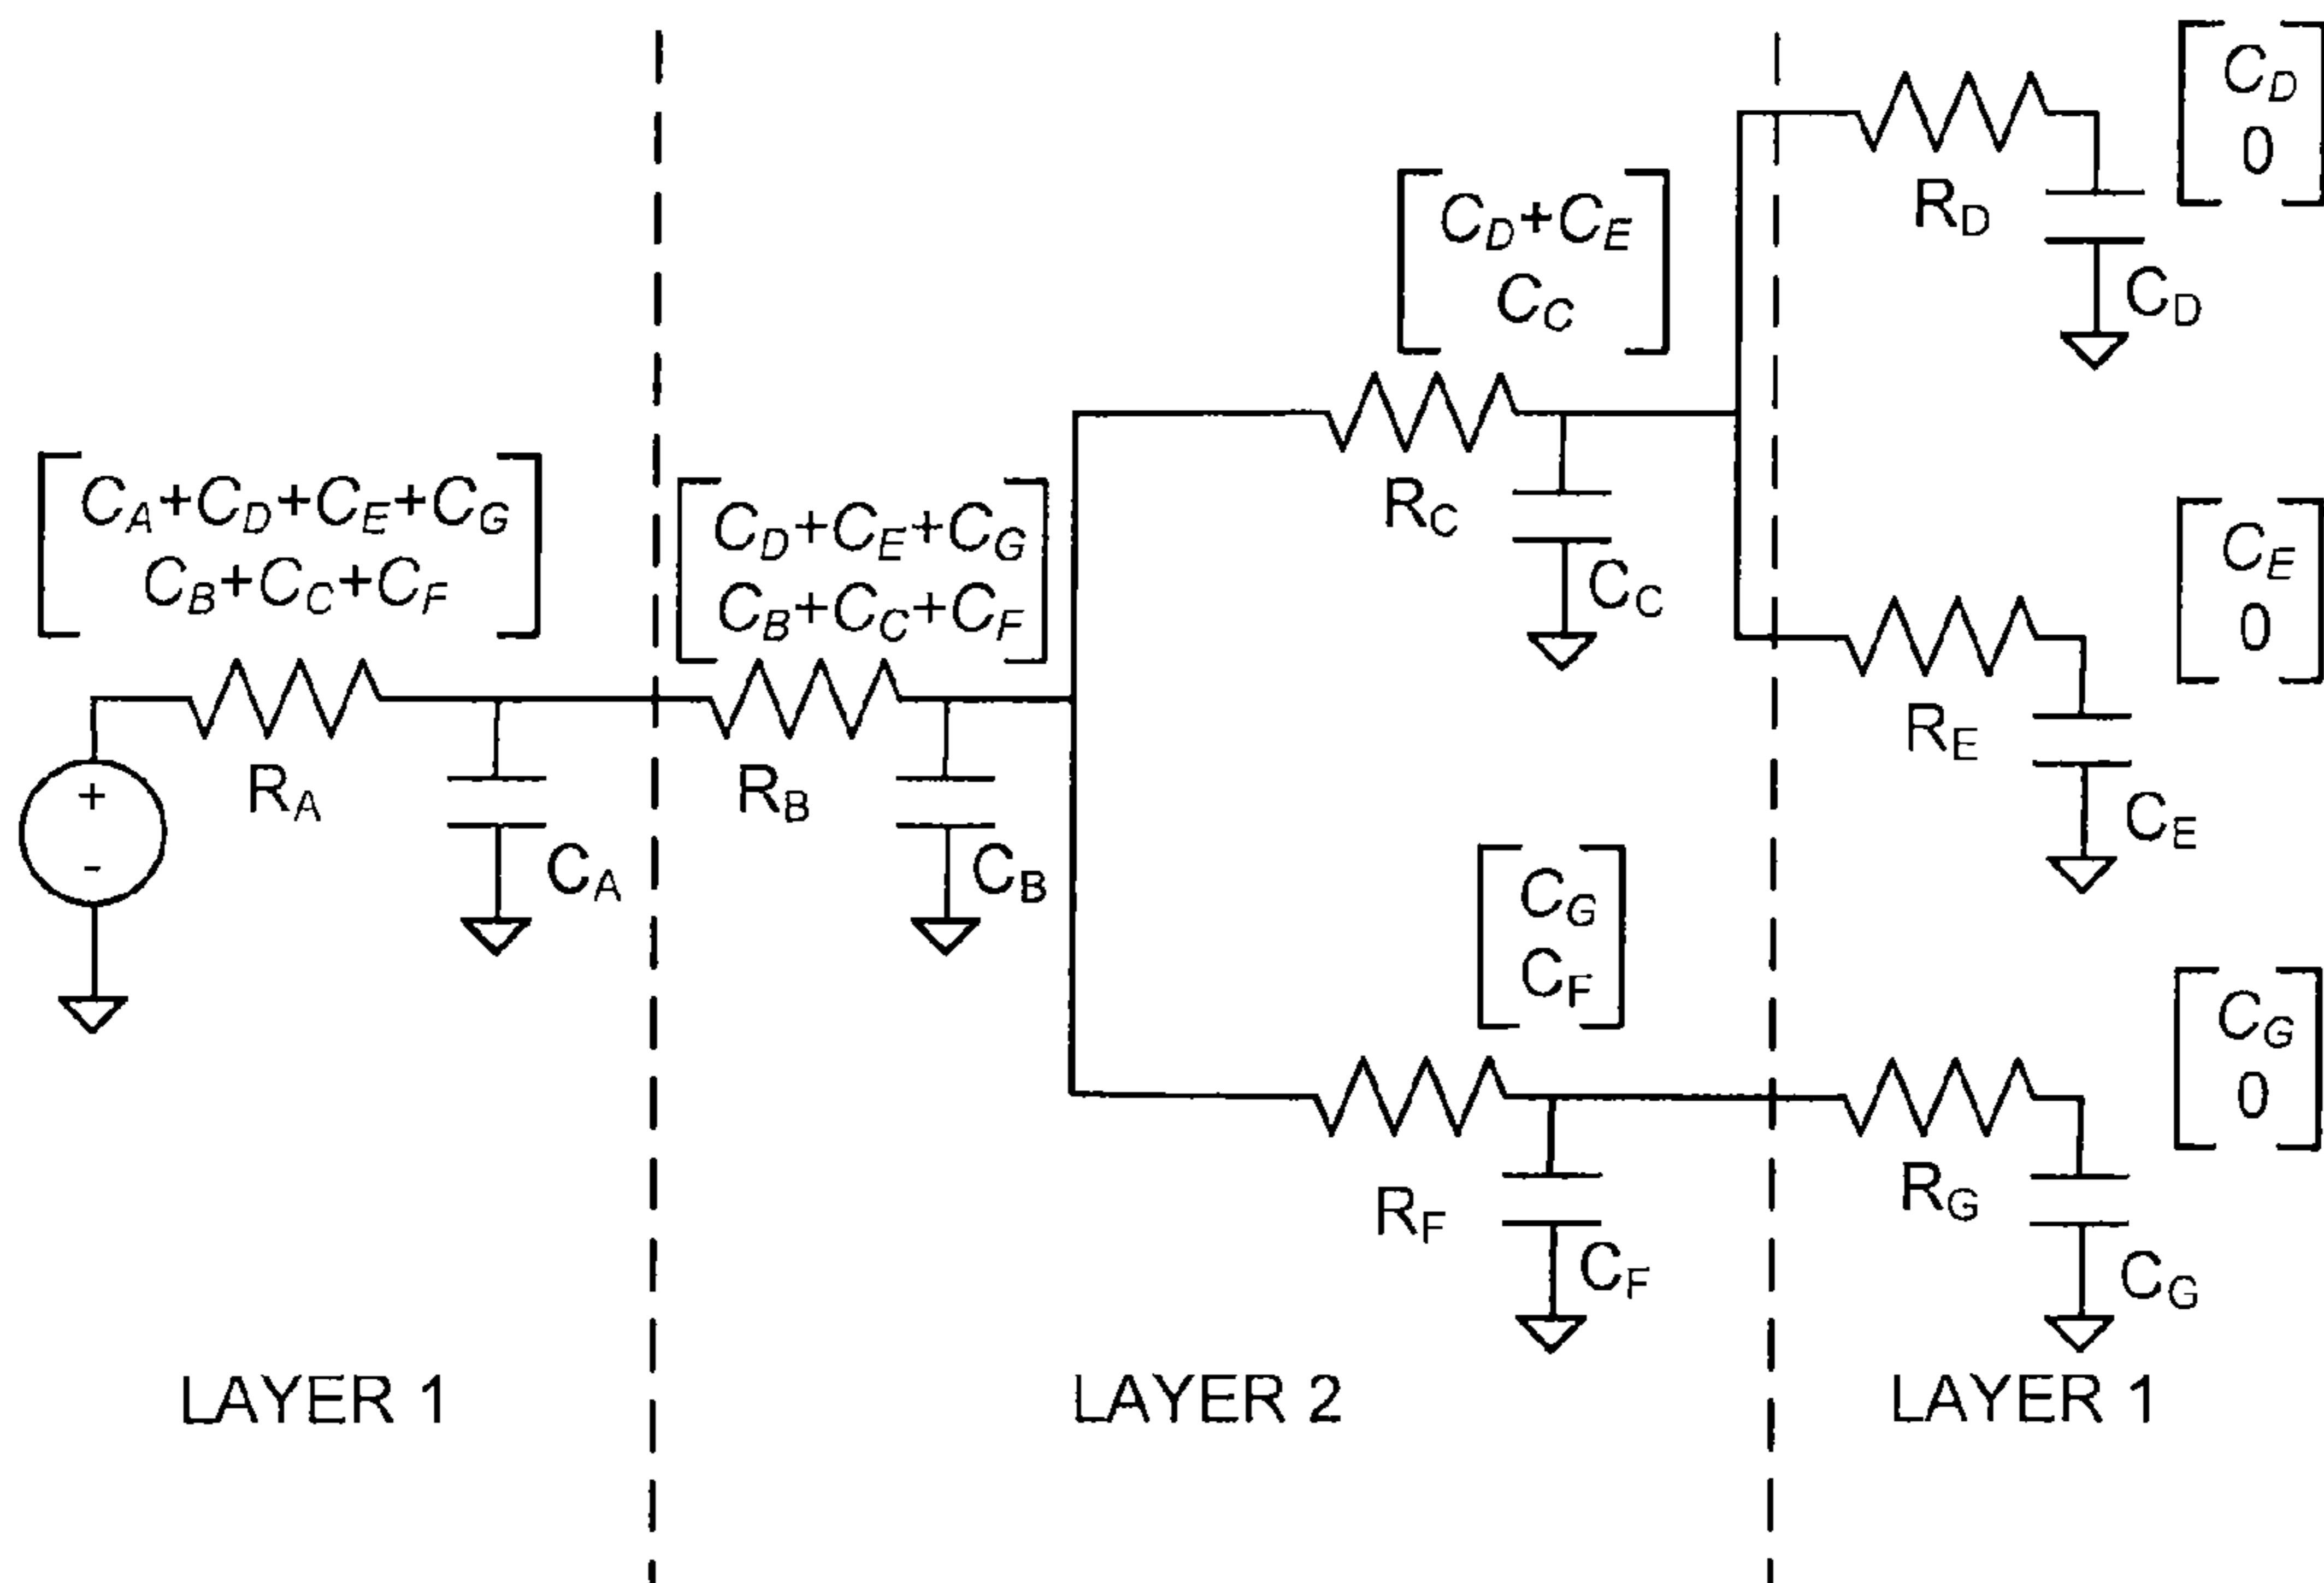 C_D
0
C_D+C_E
C_C
R_D
C_D
C_A+C_D+C_E+C_G
C_B+C_C+C_F
C_D+C_E+C_G
C_B+C_C+C_F
R_C
C_C
C_E
0
R_A
+
-
C_A
R_B
C_B
R_E
C_E
C_G
C_F
C_G
0
R_F
C_F
R_G
C_G
LAYER 1
LAYER 2
LAYER 1